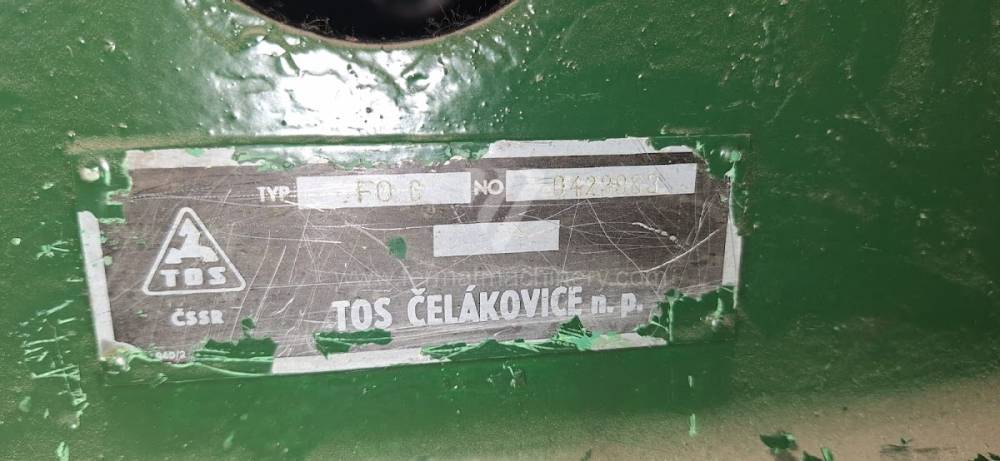 TYP FO 6 NO
TOS
ČSSR
TOS ČELÁKOVICE n. p.